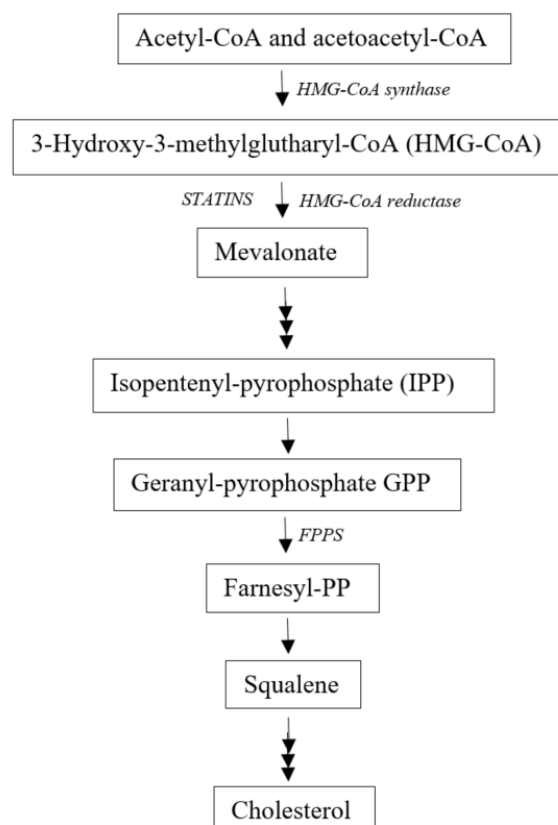 Acetyl-CoA and acetoacetyl-CoA
HMG-CoA synthase
3-Hydroxy-3-methylglutharyl-CoA (HMG-CoA)
STATINS HMG-CoA reductase
Mevalonate
Isopentenyl-pyrophosphate (IPP)
Geranyl-pyrophosphate GPP
FPPS
Farnesyl-PP
Squalene
Cholesterol